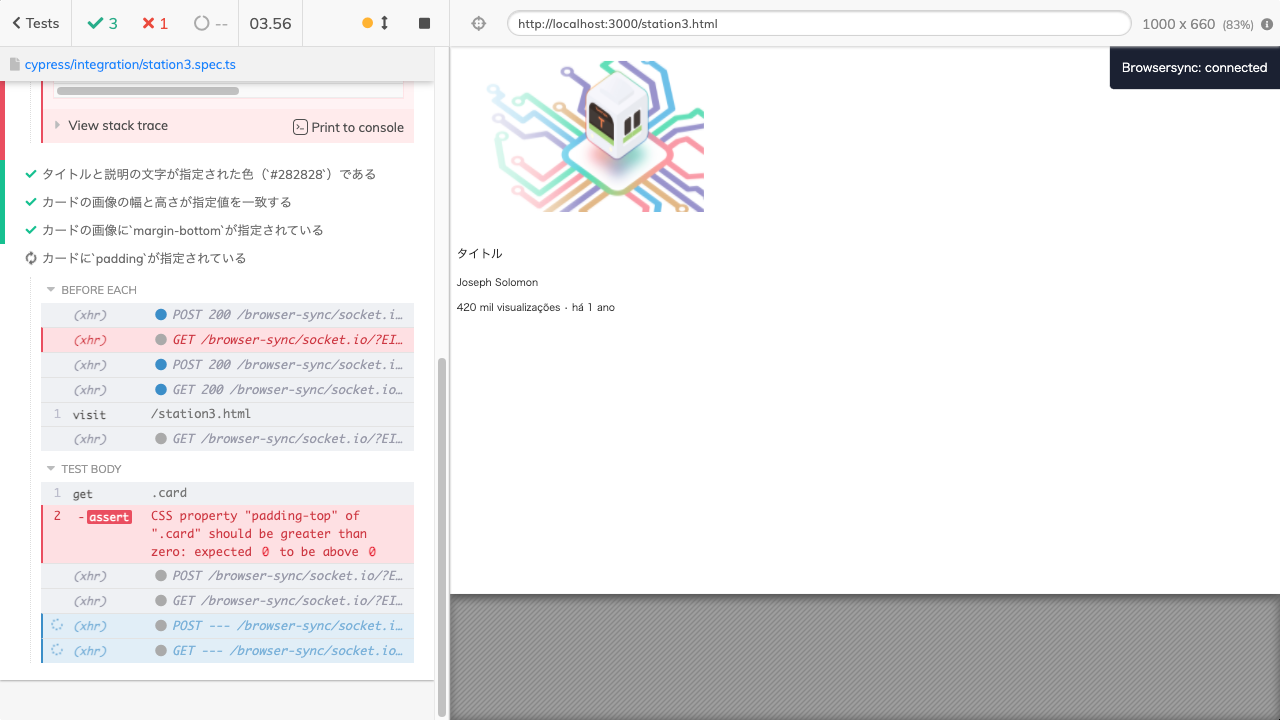 Tests
3
1
--
03.56
http://localhost:3000/station3.html
1000 x 660 (83%)
cypress/integration/station3.spec.ts
Browsersync: connected
View stack trace
Print to console
タイトルと説明の文字が指定された色（`#282828`）である
カードの画像の幅と高さが指定値を一致する
カードの画像に`margin-bottom`が指定されている
カードに`padding`が指定されている
BEFORE EACH
(xhr) POST 200 /browser-sync/socket.i…
(xhr) GET /browser-sync/socket.io/?EI…
(xhr) POST 200 /browser-sync/socket.i…
(xhr) GET 200 /browser-sync/socket.io…
1 visit /station3.html
(xhr) GET /browser-sync/socket.io/?EI…
TEST BODY
1 get .card
2 -assert CSS property "padding-top" of
".card" should be greater than
zero: expected 0 to be above 0
(xhr) POST /browser-sync/socket.io/?E…
(xhr) GET /browser-sync/socket.io/?EI…
(xhr) POST --- /browser-sync/socket.i…
(xhr) GET --- /browser-sync/socket.io…
T
タイトル
Joseph Solomon
420 mil visualizações・há 1 ano